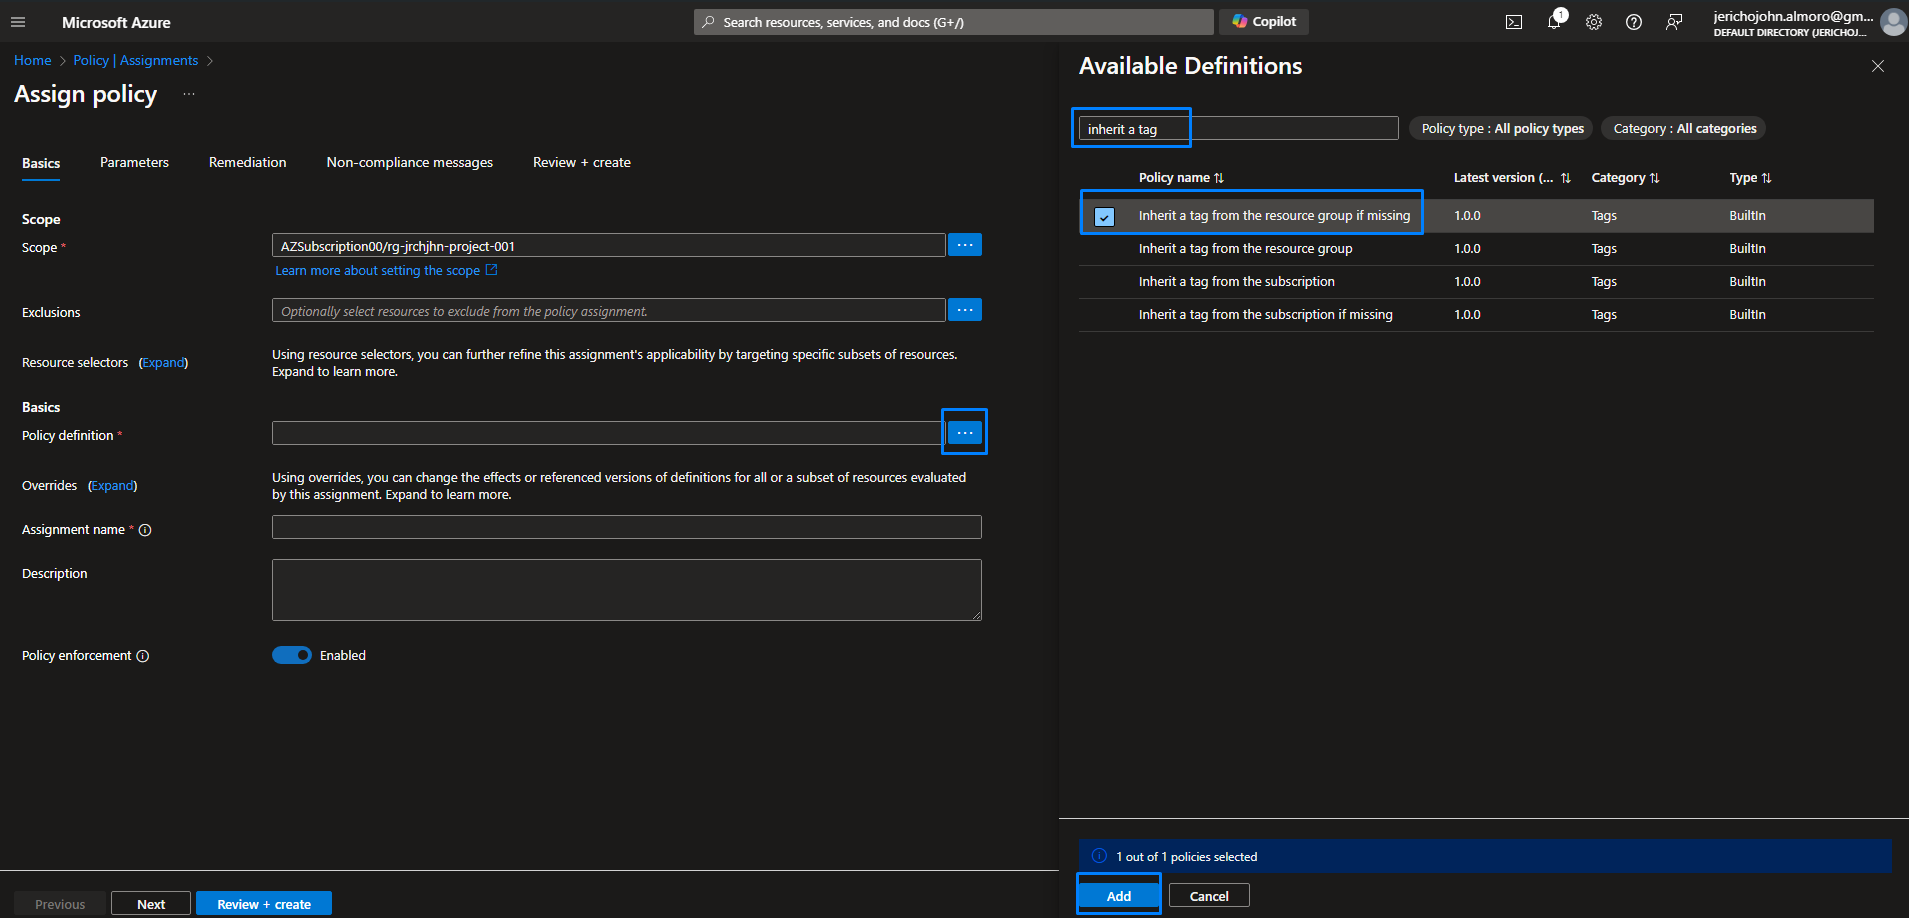 Microsoft Azure
Search resources, services, and docs (G+/)
Copilot
1
jerichojohn.almoro@gm...
DEFAULT DIRECTORY (JERICHOJ...
Home > Policy | Assignments >
Assign policy ...
Basics Parameters Remediation Non-compliance messages Review + create
Scope
Scope *
AZSubscription00/rg-jrchjhn-project-001
...
Learn more about setting the scope
Exclusions
Optionally select resources to exclude from the policy assignment.
...
Resource selectors (Expand)
Using resource selectors, you can further refine this assignment's applicability by targeting specific subsets of resources.
Expand to learn more.
Basics
Policy definition *
...
Overrides (Expand)
Using overrides, you can change the effects or referenced versions of definitions for all or a subset of resources evaluated
by this assignment. Expand to learn more.
Assignment name *
Description
Policy enforcement
Enabled
Previous Next Review + create
Available Definitions
inherit a tag
Policy type : All policy types
Category : All categories
Policy name Latest version (... Category Type
Inherit a tag from the resource group if missing 1.0.0 Tags BuiltIn
Inherit a tag from the resource group 1.0.0 Tags BuiltIn
Inherit a tag from the subscription 1.0.0 Tags BuiltIn
Inherit a tag from the subscription if missing 1.0.0 Tags BuiltIn
1 out of 1 policies selected
Add Cancel